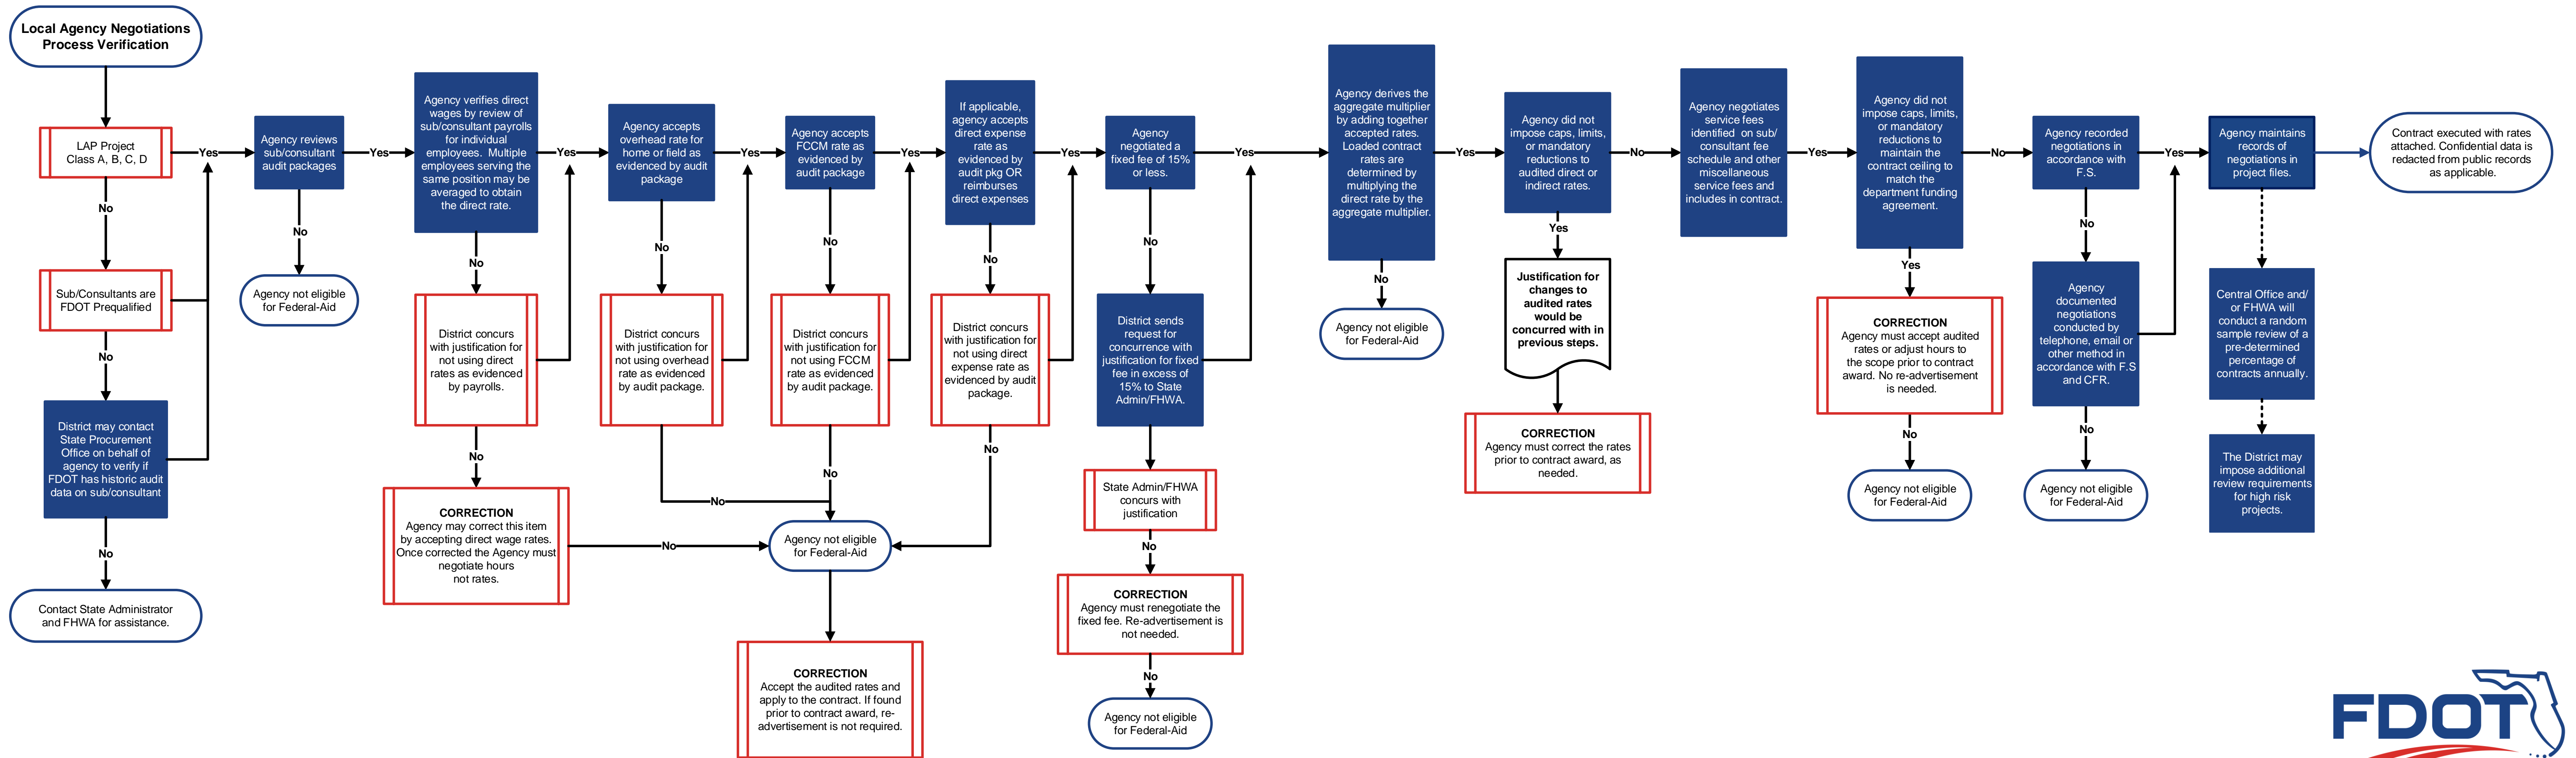 Local Agency Negotiations
Process Verification
LAP Project
Class A, B, C, D
Yes
No
Sub/Consultants are
FDOT Prequalified
No
District may contact
State Procurement
Office on behalf of
agency to verify if
FDOT has historic audit
data on sub/consultant
No
Contact State Administrator
and FHWA for assistance.
Agency reviews
sub/consultant
audit packages
Yes
No
Agency not eligible
for Federal-Aid
Agency verifies direct
wages by review of
sub/consultant payrolls
for individual
employees. Multiple
employees serving the
same position may be
averaged to obtain
the direct rate.
Yes
No
District concurs
with justification for
not using direct
rates as evidenced
by payrolls.
No
CORRECTION
Agency may correct this item
by accepting direct wage rates.
Once corrected the Agency must
negotiate hours
not rates.
No
Agency accepts
overhead rate for
home or field as
evidenced by audit
package
Yes
No
District concurs
with justification for
not using overhead
rate as evidenced
by audit package.
No
Agency accepts
FCCM rate as
evidenced by
audit package
Yes
No
District concurs
with justification for
not using FCCM
rate as evidenced
by audit package.
No
Agency not eligible
for Federal-Aid
CORRECTION
Accept the audited rates and
apply to the contract. If found
prior to contract award, re-
advertisement is not required.
If applicable,
agency accepts
direct expense
rate as
evidenced by
audit pkg OR
reimburses
direct expenses
Yes
No
District concurs
with justification for
not using direct
expense rate as
evidenced by audit
package.
No
Agency
negotiated a
fixed fee of 15%
or less.
Yes
No
District sends
request for
concurrence with
justification for fixed
fee in excess of
15% to State
Admin/FHWA.
State Admin/FHWA
concurs with
justification
No
CORRECTION
Agency must renegotiate the
fixed fee. Re-advertisement is
not needed.
No
Agency not eligible
for Federal-Aid
Agency derives the
aggregate multiplier
by adding together
accepted rates.
Loaded contract
rates are
determined by
multiplying the
direct rate by the
aggregate multiplier.
Yes
No
Agency not eligible
for Federal-Aid
Agency did not
impose caps, limits,
or mandatory
reductions to
audited direct or
indirect rates.
No
Yes
Justification for
changes to
audited rates
would be
concurred with in
previous steps.
CORRECTION
Agency must correct the rates
prior to contract award, as
needed.
Agency negotiates
service fees
identified on sub/
consultant fee
schedule and other
miscellaneous
service fees and
includes in contract.
Yes
Agency did not
impose caps, limits,
or mandatory
reductions to
maintain the
contract ceiling to
match the
department funding
agreement.
No
Yes
CORRECTION
Agency must accept audited
rates or adjust hours to
the scope prior to contract
award. No re-advertisement
is needed.
No
Agency not eligible
for Federal-Aid
Agency recorded
negotiations in
accordance with
F.S.
Yes
No
Agency
documented
negotiations
conducted by
telephone, email or
other method in
accordance with F.S
and CFR.
No
Agency not eligible
for Federal-Aid
Agency maintains
records of
negotiations in
project files.
Central Office and/
or FHWA will
conduct a random
sample review of a
pre-determined
percentage of
contracts annually.
The District may
impose additional
review requirements
for high risk
projects.
Contract executed with rates
attached. Confidential data is
redacted from public records
as applicable.
FDOT